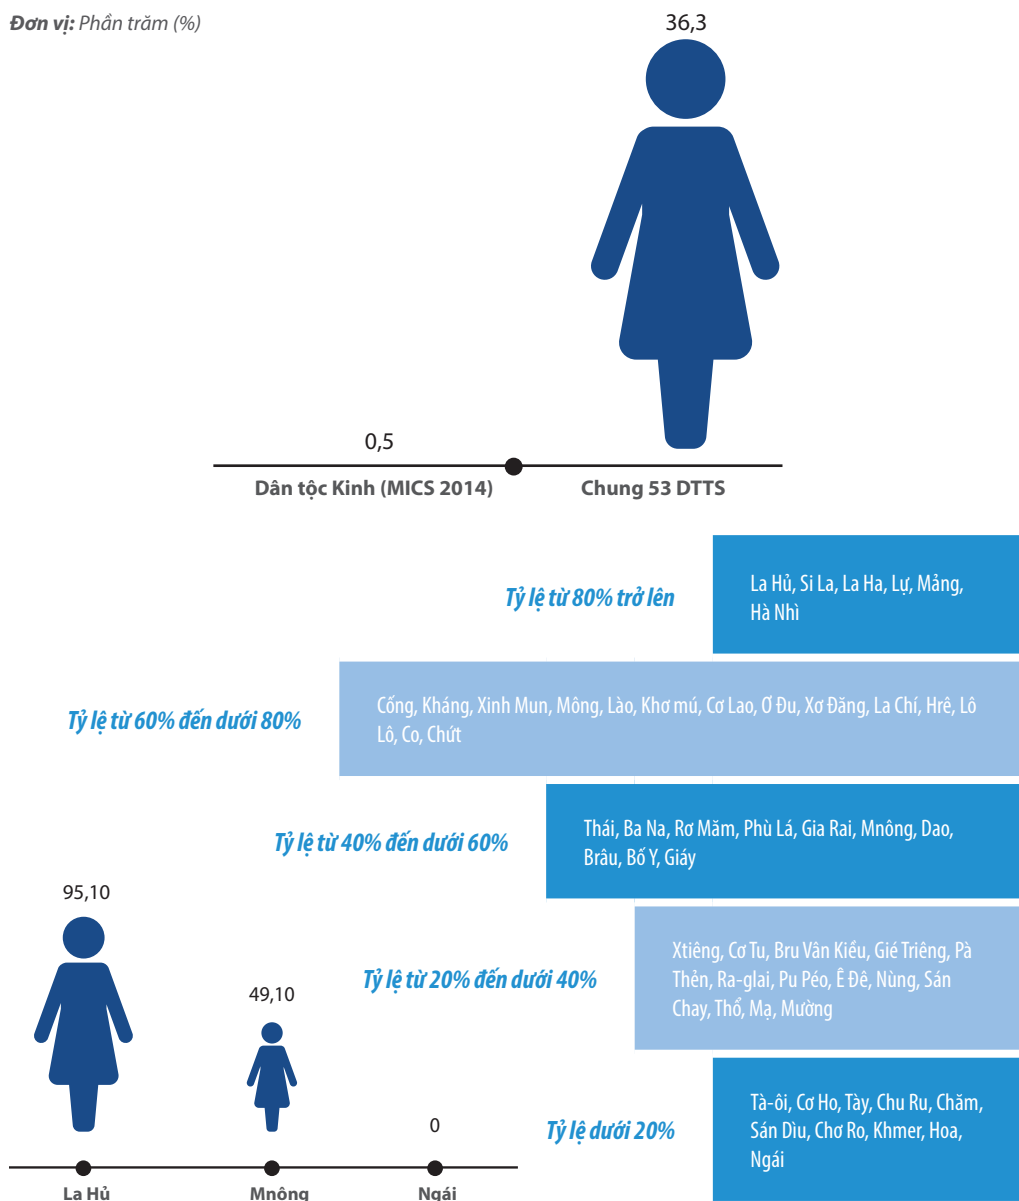 Đơn vị: Phần trăm (%)
36,3
0,5
Dân tộc Kinh (MICS 2014)
Chung 53 DTTS
Tỷ lệ từ 80% trở lên
La Hủ, Si La, La Ha, Lự, Mảng,
Hà Nhì
Tỷ lệ từ 60% đến dưới 80%
Cống, Kháng, Xinh Mun, Mông, Lào, Khơ mú, Cơ Lao, Ơ Đu, Xơ Đăng, La Chí, Hrê, Lô
Lô, Co, Chứt
Tỷ lệ từ 40% đến dưới 60%
Thái, Ba Na, Rơ Măm, Phù Lá, Gia Rai, Mnông, Dao,
Brâu, Bố Y, Giáy
Tỷ lệ từ 20% đến dưới 40%
Xtiêng, Cơ Tu, Bru Vân Kiều, Gié Triêng, Pà
Thẻn, Ra-glai, Pu Péo, Ê Đê, Nùng, Sán
Chay, Thổ, Mạ, Mường
Tỷ lệ dưới 20%
Tà-ôi, Cơ Ho, Tày, Chu Ru, Chăm,
Sán Dìu, Chơ Ro, Khmer, Hoa,
Ngái
95,10
49,10
0
La Hủ
Mnông
Ngái